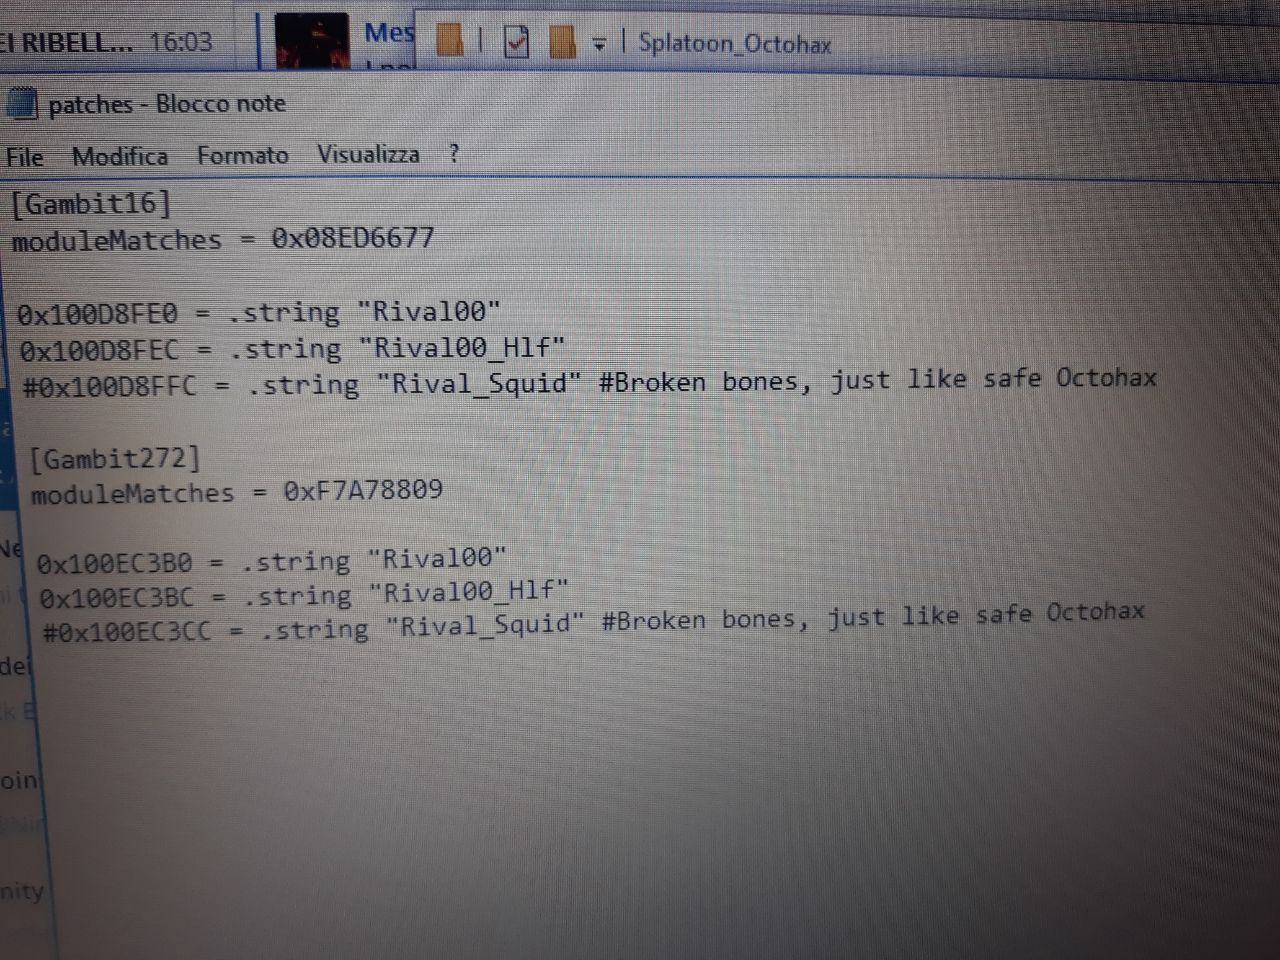 EI RIBELL... 16:03
Mes
Splatoon_Octohax
patches - Blocco note
File Modifica Formato Visualizza ?
[Gambit16]
moduleMatches = 0x08ED6677
0x100D8FE0 = .string "Rival00"
0x100D8FEC = .string "Rival00_Hlf"
#0x100D8FFC = .string "Rival_Squid" #Broken bones, just like safe Octohax
[Gambit272]
moduleMatches = 0xF7A78809
0x100EC3B0 = .string "Rival00"
0x100EC3BC = .string "Rival00_Hlf"
#0x100EC3CC = .string "Rival_Squid" #Broken bones, just like safe Octohax
Ne
dei
oin
nity